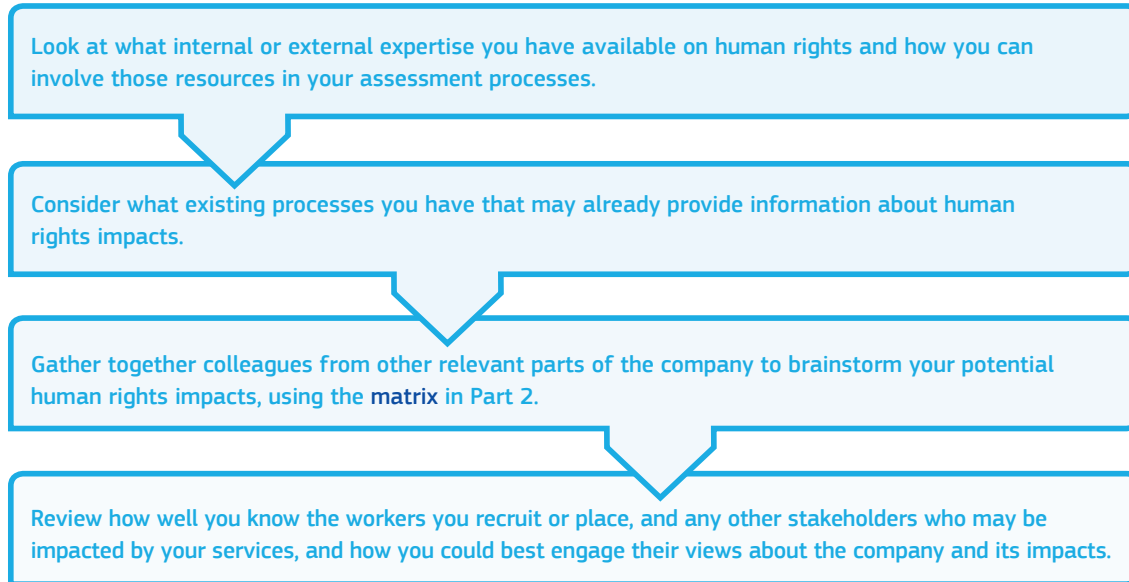 Look at what internal or external expertise you have available on human rights and how you can
involve those resources in your assessment processes.
Consider what existing processes you have that may already provide information about human
rights impacts.
Gather together colleagues from other relevant parts of the company to brainstorm your potential
human rights impacts, using the matrix in Part 2.
Review how well you know the workers you recruit or place, and any other stakeholders who may be
impacted by your services, and how you could best engage their views about the company and its impacts.